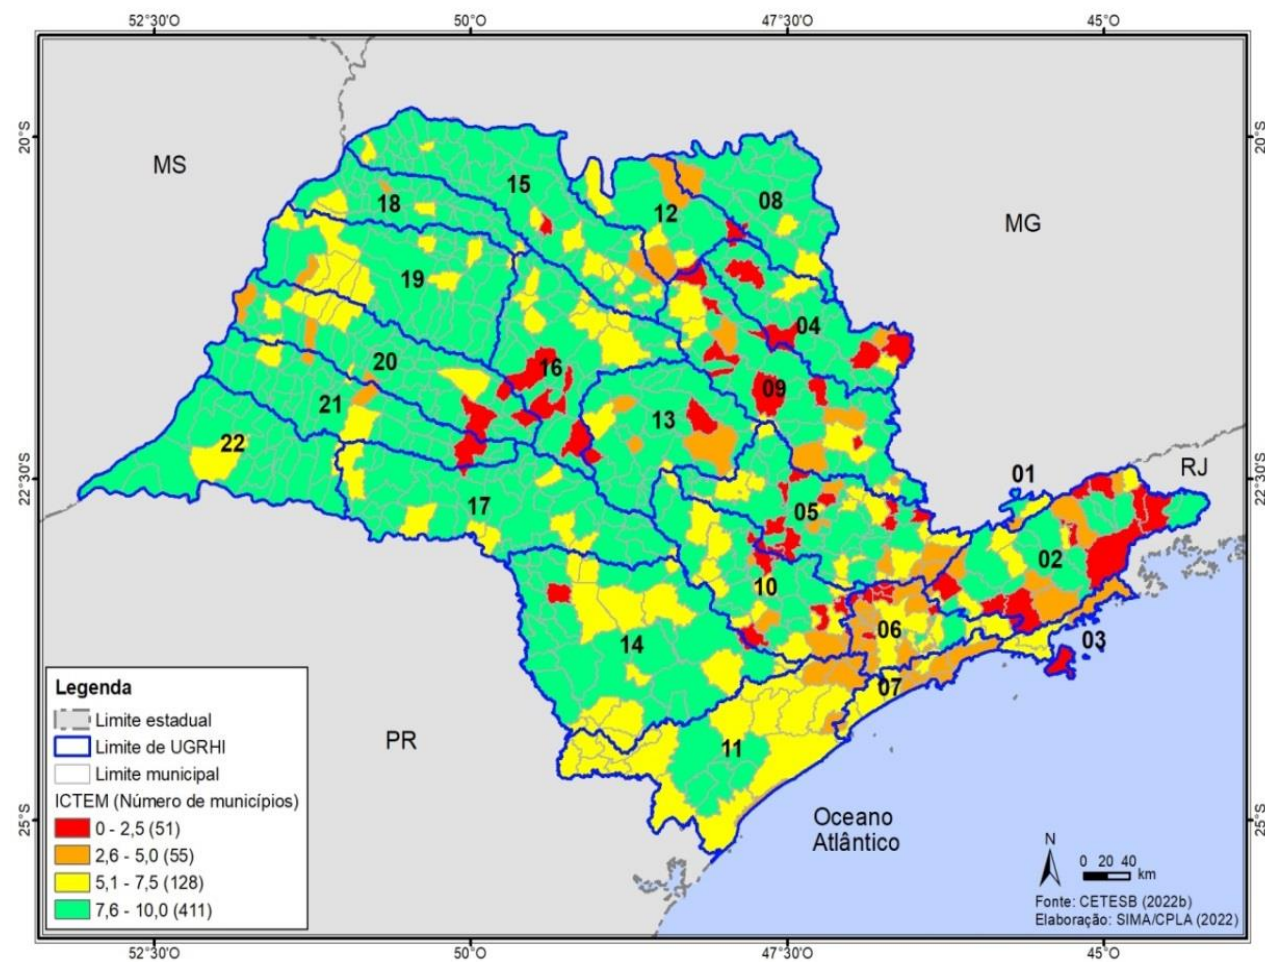 52°30'O
50°O
47°30'O
45°O
20°S
20°S
MS
15
18
12
08
MG
19
04
16
20
09
21
13
22
22°30'S
22°30'S
17
01
RJ
05
02
10
06
03
14
07
PR
11
25°S
25°S
Oceano
Atlântico
Legenda
Limite estadual
Limite de UGRHI
Limite municipal
ICTEM (Número de municípios)
0 - 2,5 (51)
2,6 - 5,0 (55)
5,1 - 7,5 (128)
7,6 - 10,0 (411)
N
0 20 40
km
Fonte: CETESB (2022b)
Elaboração: SIMA/CPLA (2022)
52°30'O
50°O
47°30'O
45°O